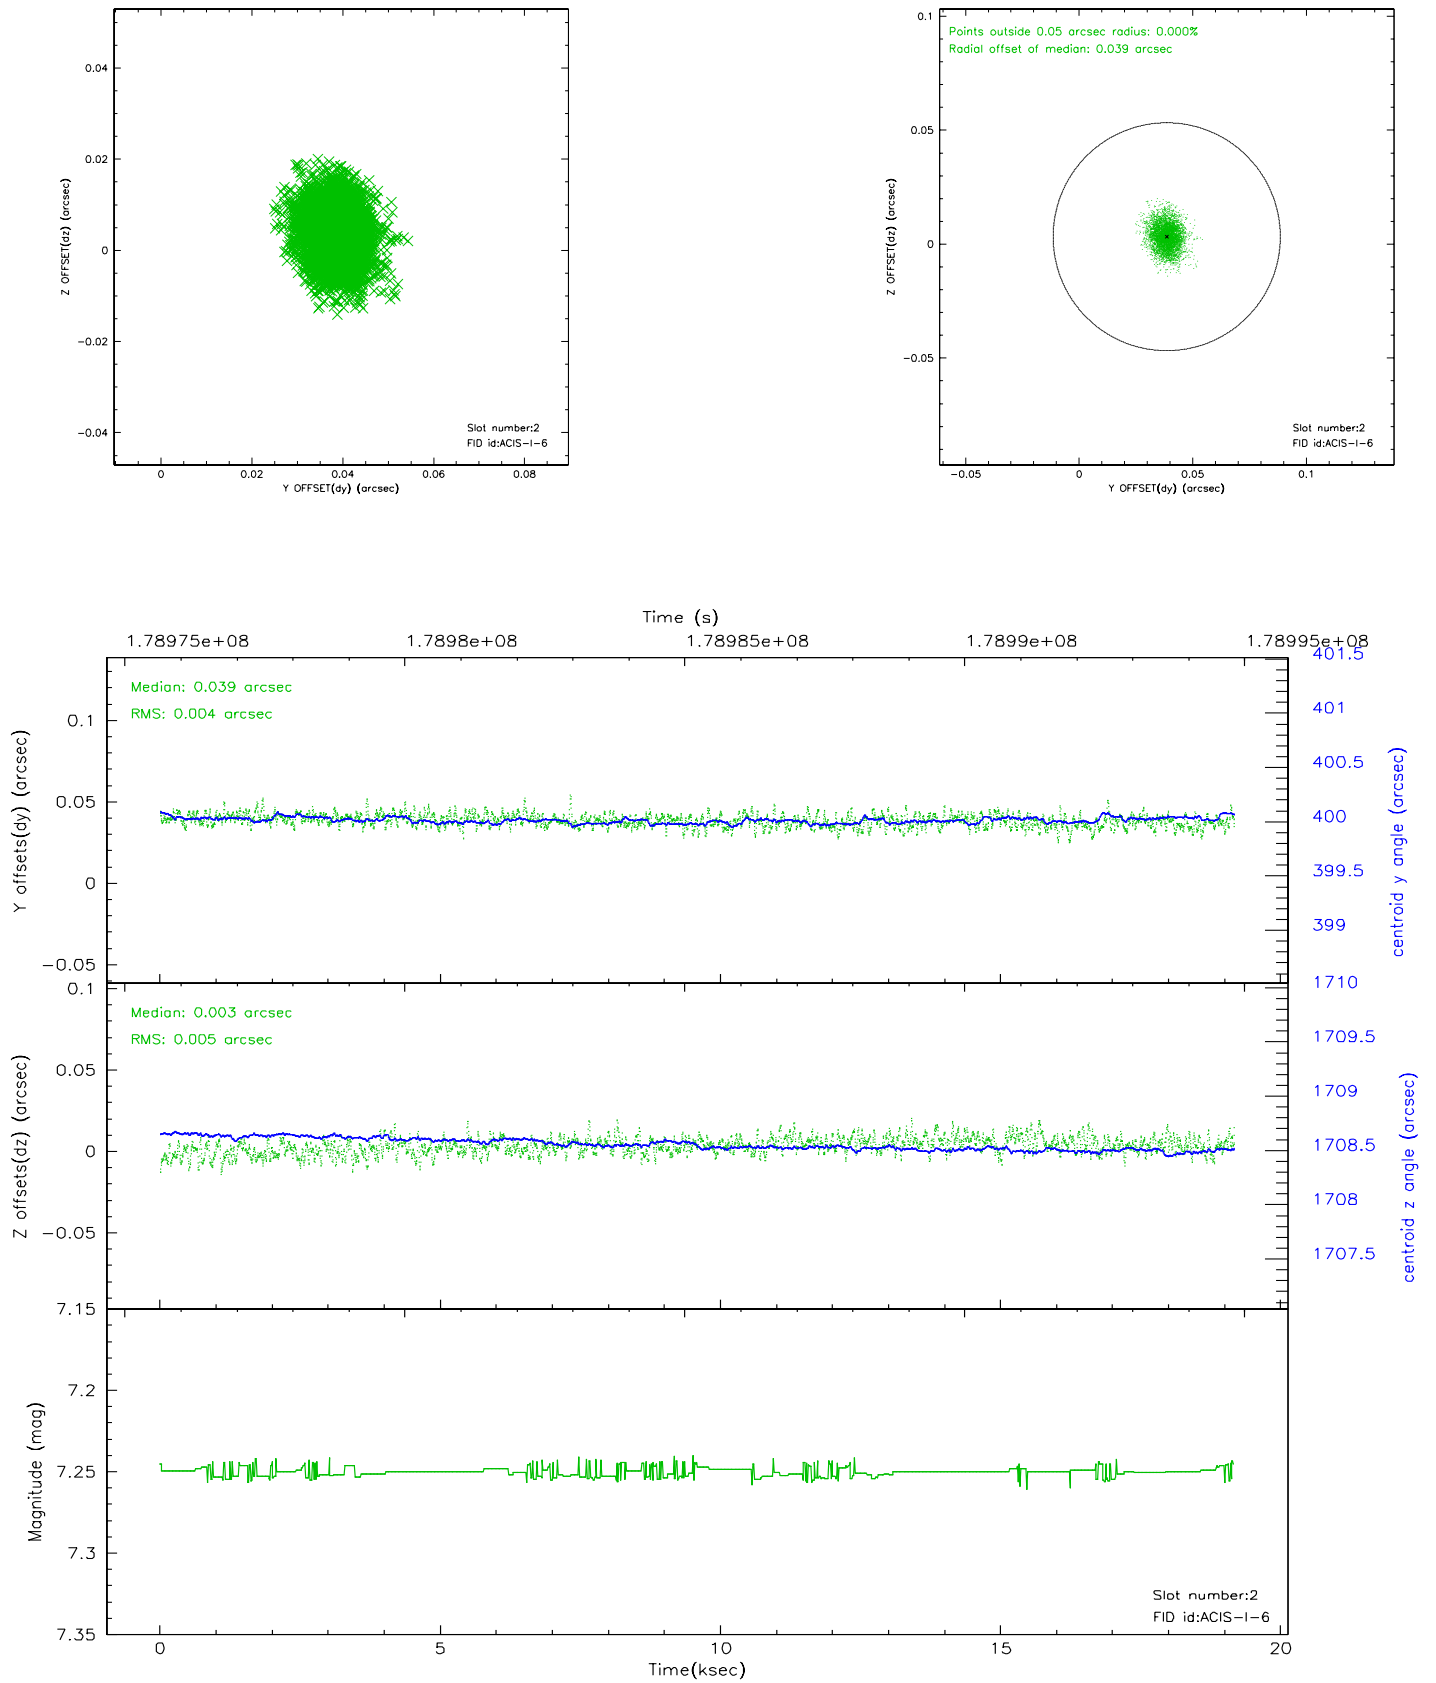 0.04
0.02
0
-0.02
-0.04
Z OFFSET(dz) (arcsec)
Slot number:2
FID id:ACIS-I-6
0 0.02 0.04 0.06 0.08
Y OFFSET(dy) (arcsec)
0.1
0.05
0
-0.05
Z OFFSET(dz) (arcsec)
Points outside 0.05 arcsec radius: 0.000%
Radial offset of median: 0.039 arcsec
Slot number:2
FID id:ACIS-I-6
-0.05 0 0.05 0.1
Y OFFSET(dy) (arcsec)
Time (s)
1.78975e+08 1.7898e+08 1.78985e+08 1.7899e+08 1.78995e+08
Median: 0.039 arcsec
RMS: 0.004 arcsec
0.1
0.05
0
-0.05
Y offsets(dy) (arcsec)
401.5
401
400.5
400
399.5
399
centroid y angle (arcsec)
Median: 0.003 arcsec
RMS: 0.005 arcsec
0.1
0.05
0
-0.05
Z offsets(dz) (arcsec)
1710
1709.5
1709
1708.5
1708
1707.5
centroid z angle (arcsec)
7.15
7.2
7.25
7.3
7.35
Magnitude (mag)
Slot number:2
FID id:ACIS-I-6
0 5 10 15 20
Time(ksec)